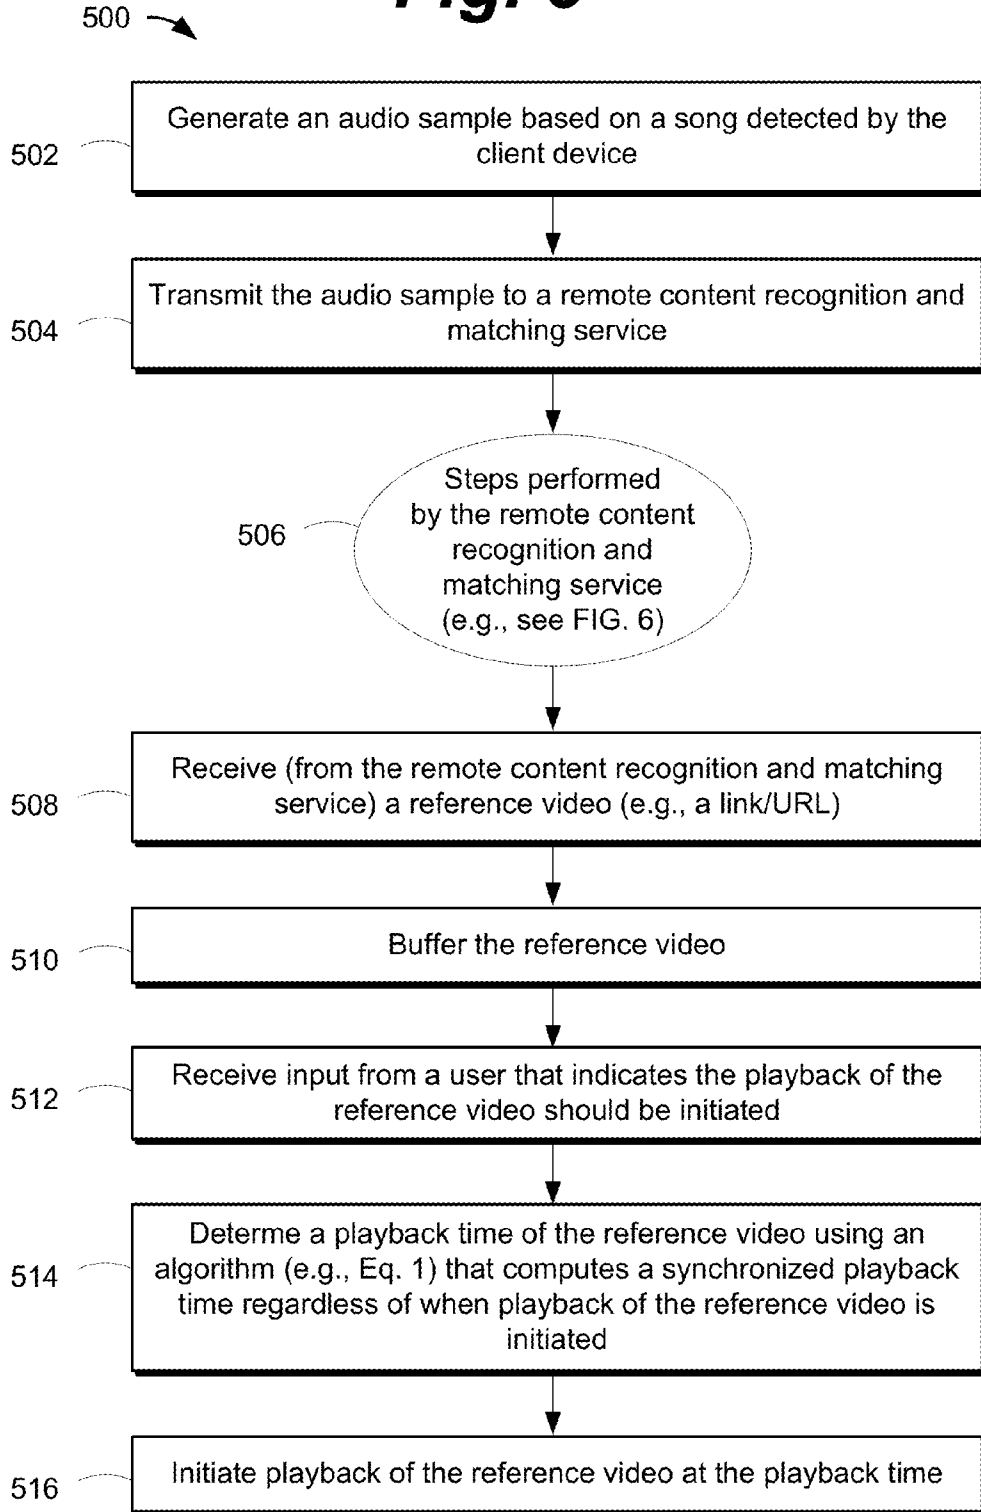 Fig.
500
502
Generate an audio sample based on a song detected by the
client device
504
Transmit the audio sample to a remote content recognition and
matching service
506
Steps performed
by the remote content
recognition and
matching service
(e.g., see FIG. 6)
508
Receive (from the remote content recognition and matching
service) a reference video (e.g., a link/URL)
510
Buffer the reference video
512
Receive input from a user that indicates the playback of the
reference video should be initiated
514
Determe a playback time of the reference video using an
algorithm (e.g., Eq. 1) that computes a synchronized playback
time regardless of when playback of the reference video is
initiated
516
Initiate playback of the reference video at the playback time